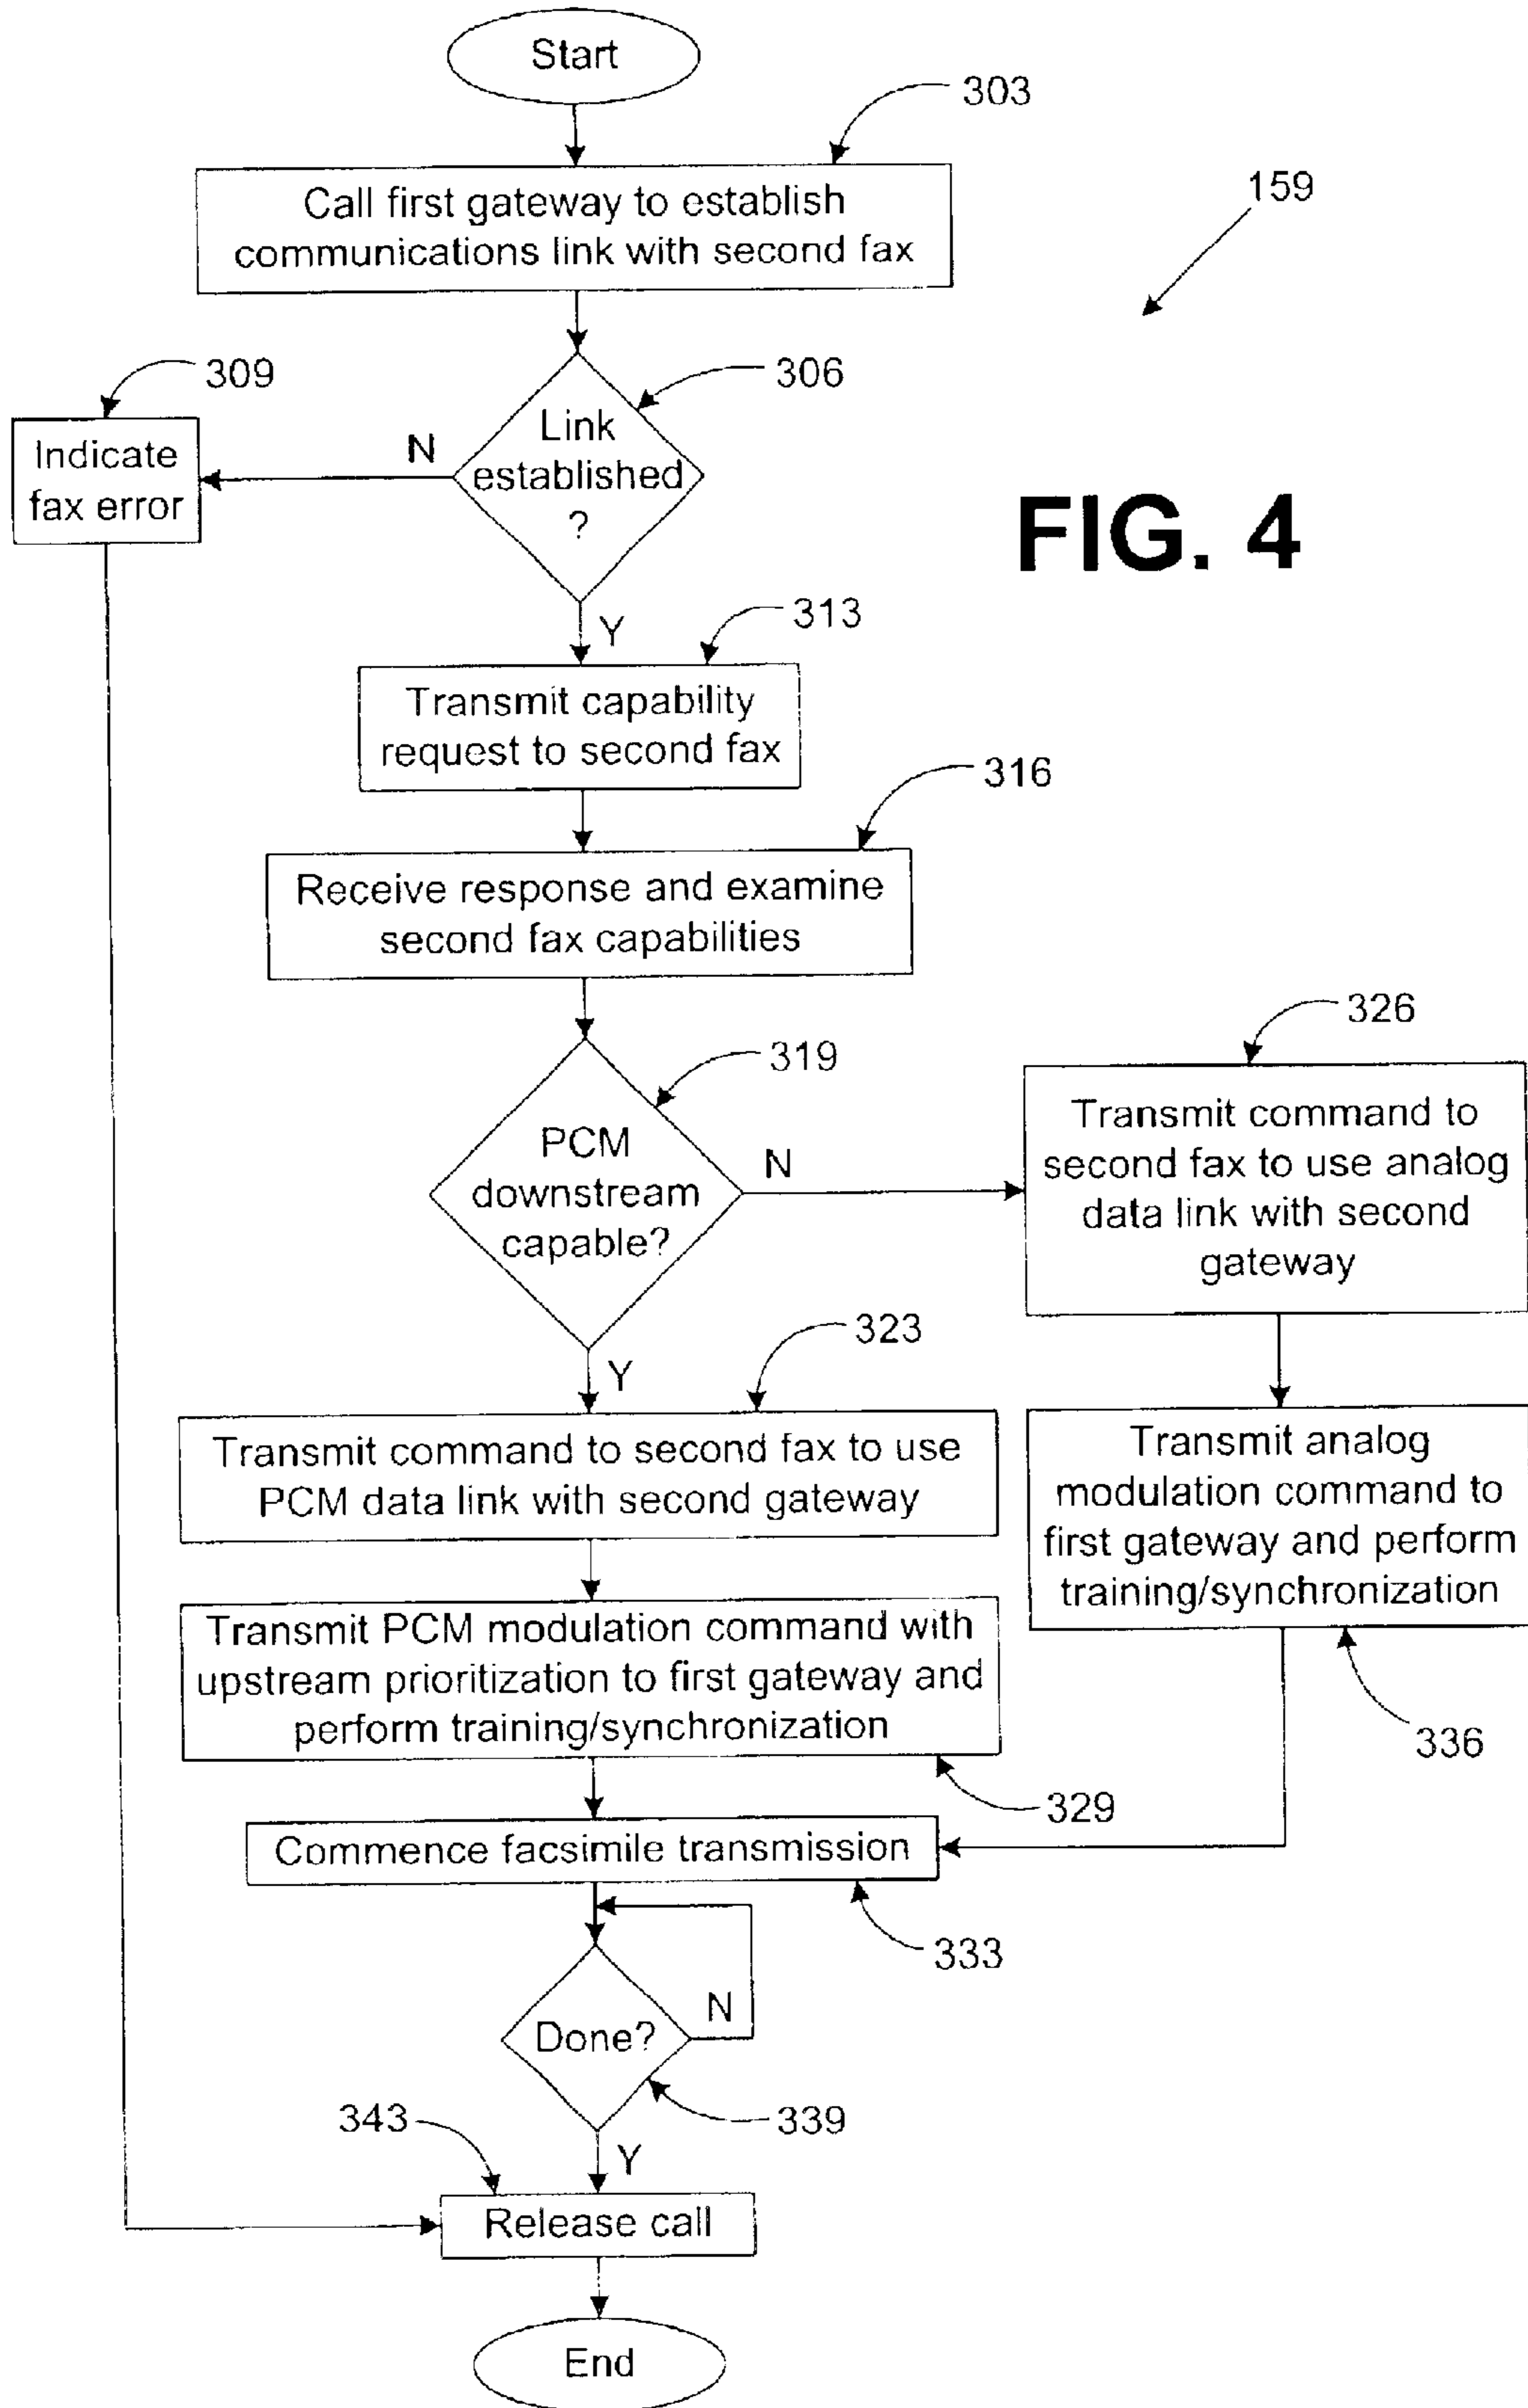 Start
303
Call first gateway to establish
communications link with second fax
159
309
306
Indicate
fax error
N
Link
established
?
FIG. 4
Y
313
Transmit capability
request to second fax
316
Receive response and examine
second fax capabilities
319
326
PCM
downstream
capable?
N
Transmit command to
second fax to use analog
data link with second
gateway
Y
323
Transmit command to second fax to use
PCM data link with second gateway
Transmit analog
modulation command to
first gateway and perform
training/synchronization
Transmit PCM modulation command with
upstream prioritization to first gateway and
perform training/synchronization
336
329
Commence facsimile transmission
333
Done?
N
339
343
Y
Release call
End